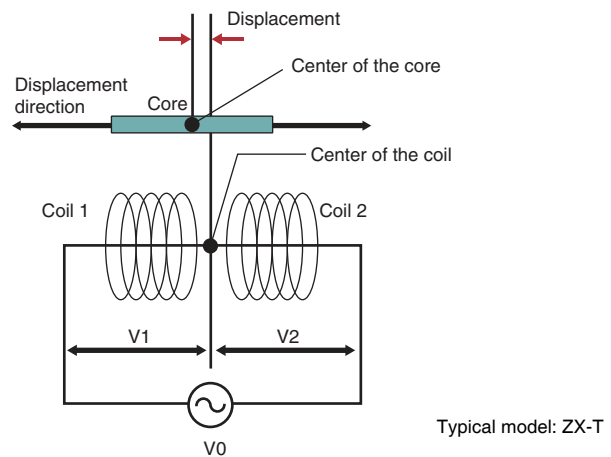 Displacement
Center of the core
Displacement
direction
Core
Center of the coil
Coil 1
Coil 2
V1
V2
V0
Typical model: ZX-T